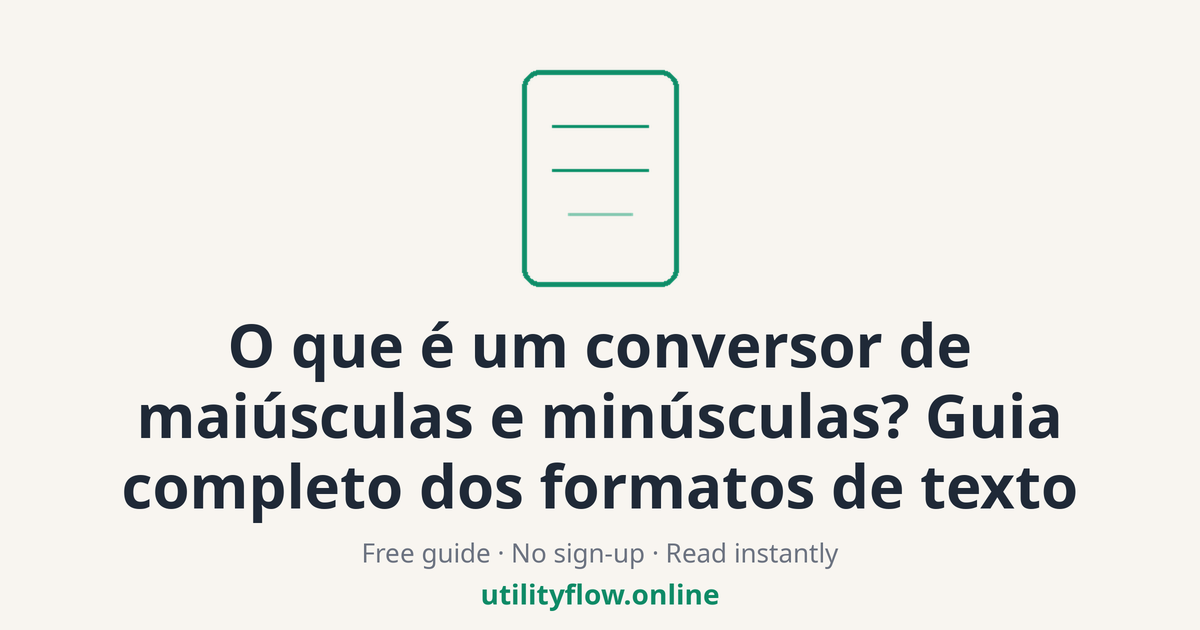 O que é um conversor de
maiúsculas e minúsculas? Guia
completo dos formatos de texto
Free guide · No sign-up · Read instantly
utilityflow.online